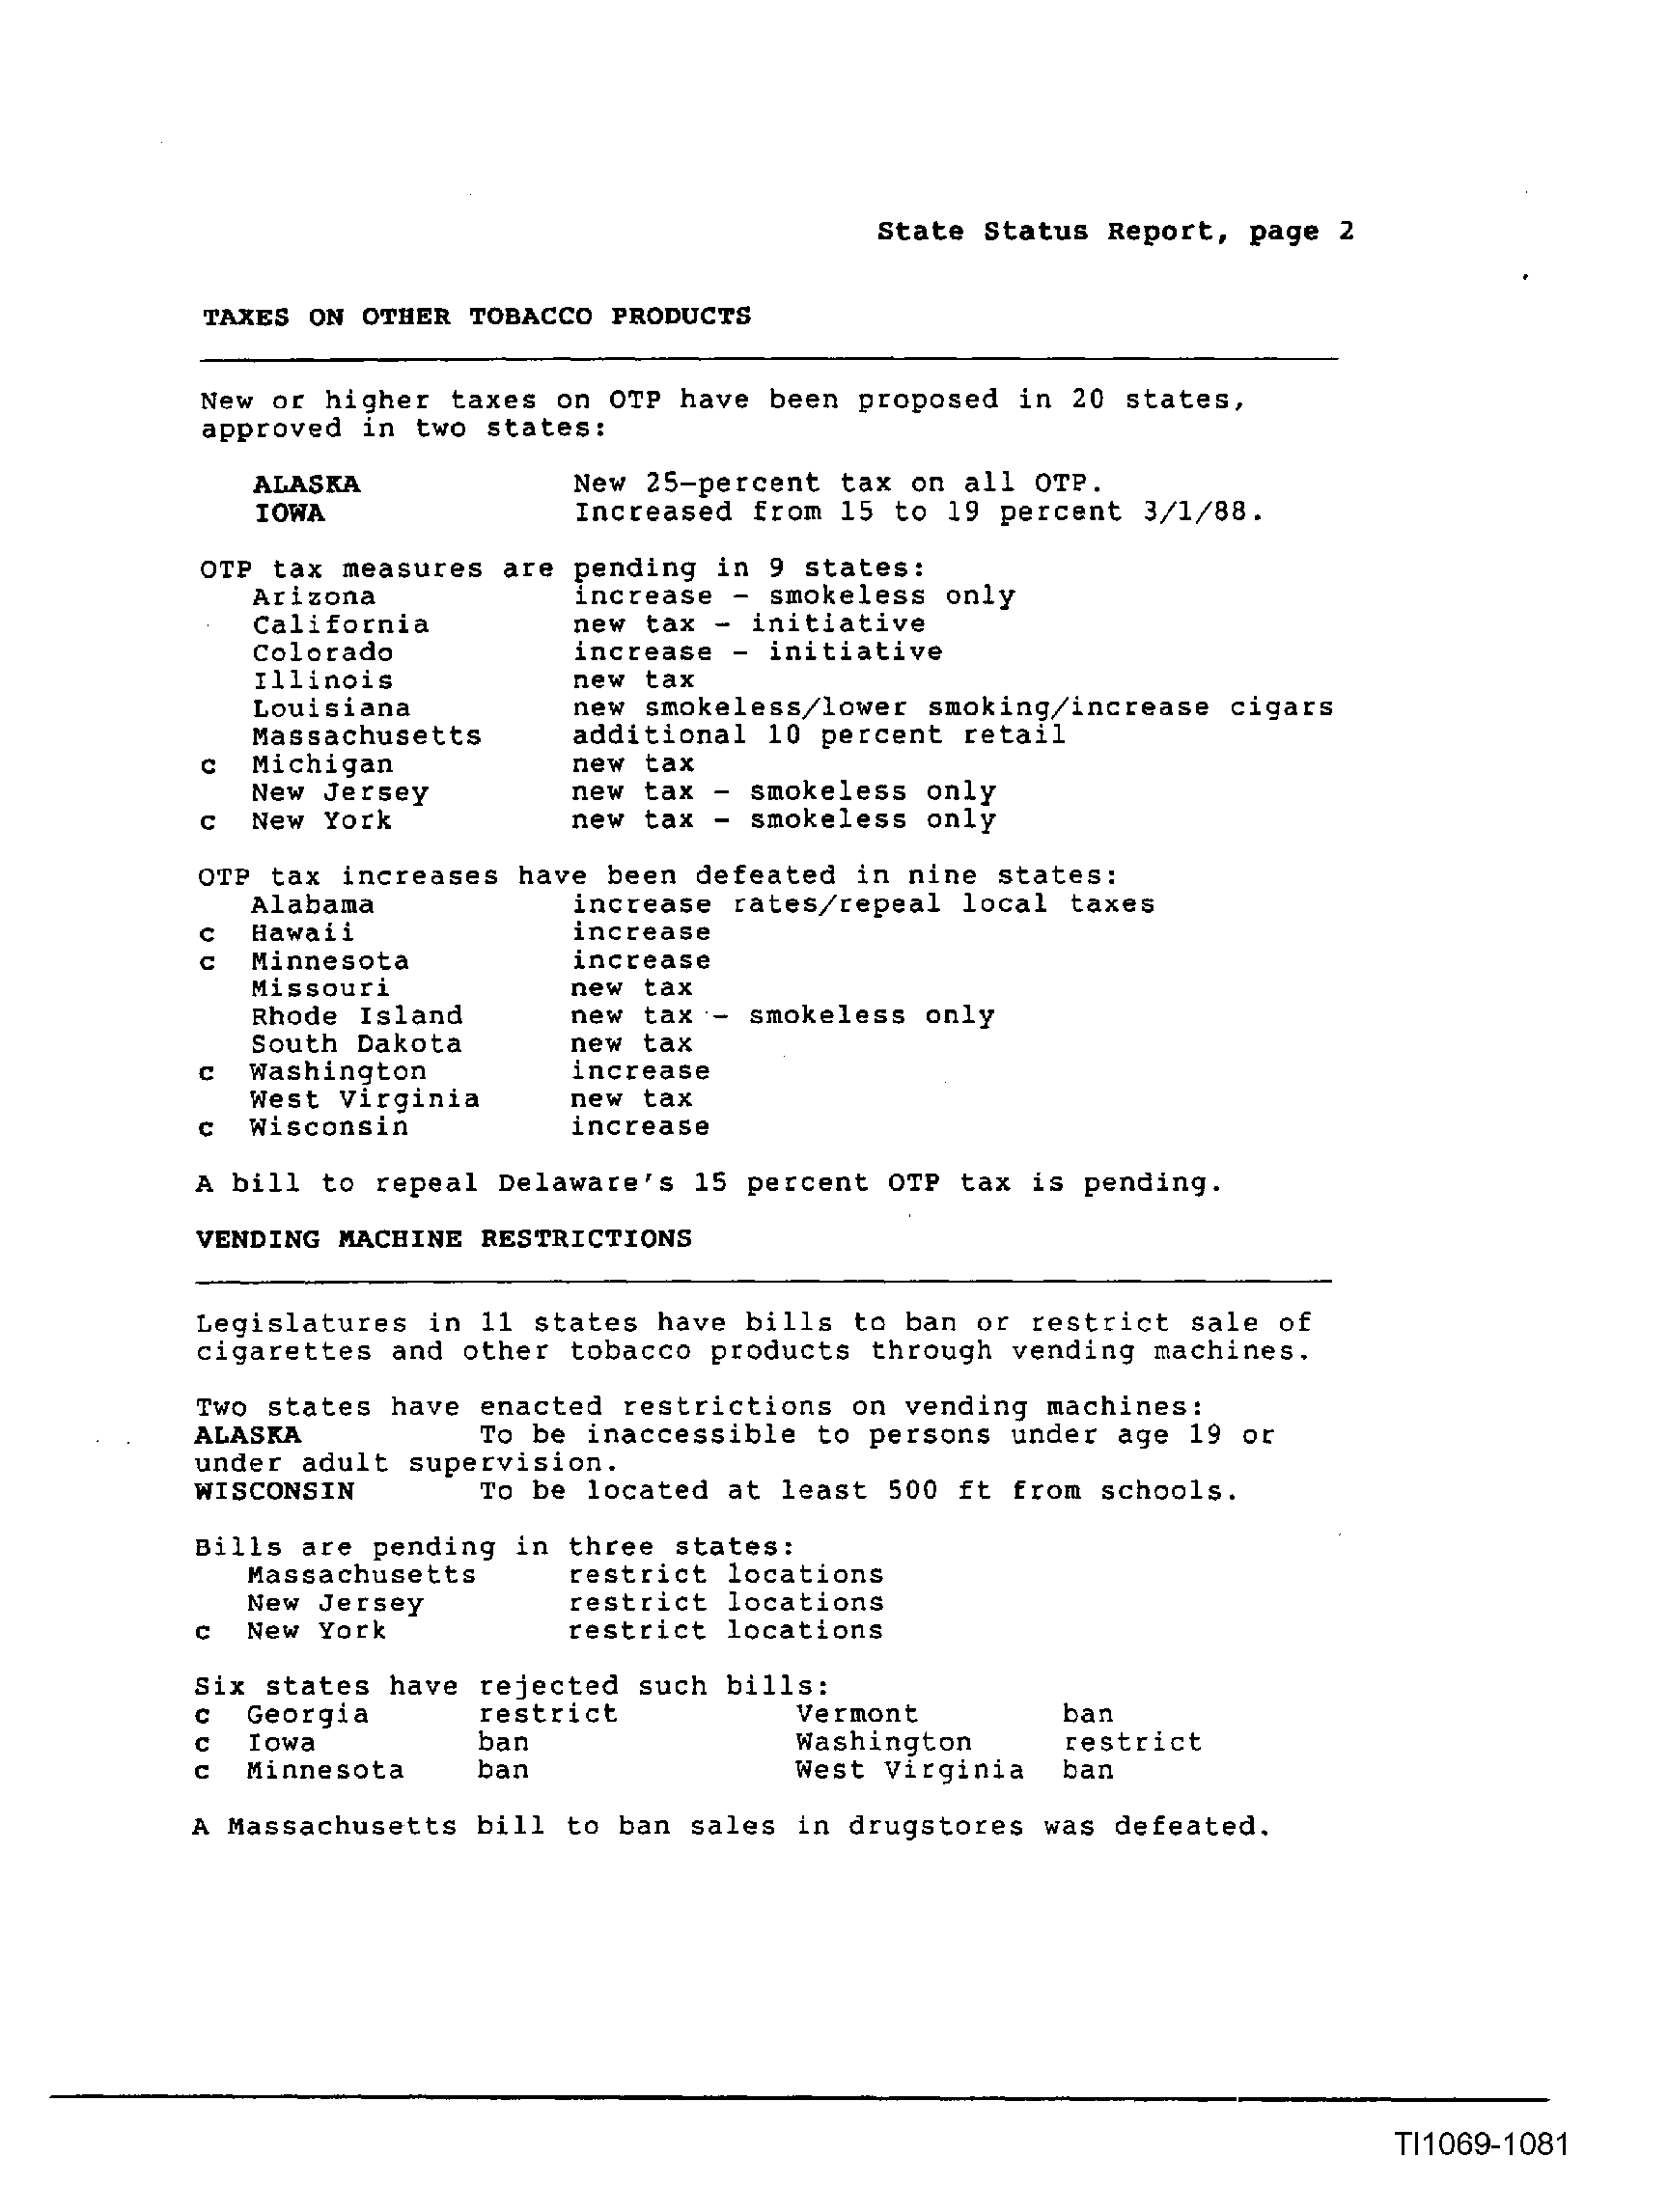 State Status Report, page 2
TAXES ON OTHER TOBACCO PRODUCTS
New or higher taxes on OTP have been proposed in 20 states,
approved in two states:
ALASKA New 25-percent tax on all OTP.
IOWA Increased from 15 to 19 percent 3/1/88.
OTP tax measures are pending in 9 states:
Arizona increase - smokeless only
California new tax - initiative
Colorado increase - initiative
Illinois new tax
Louisiana new smokeless/lower smoking/increase cigars
Massachusetts additional 10 percent retail
c Michigan new tax
New Jersey new tax - smokeless only
c New York new tax - smokeless only
OTP tax increases have been defeated in nine states:
Alabama increase rates/repeal local taxes
c Hawaii increase
c Minnesota increase
Missouri new tax
Rhode Island new tax - smokeless only
South Dakota new tax
c Washington increase
West Virginia new tax
c Wisconsin increase
A bill to repeal Delaware's 15 percent OTP tax is pending.
VENDING MACHINE RESTRICTIONS
Legislatures in 11 states have bills to ban or restrict sale of
cigarettes and other tobacco products through vending machines.
Two states have enacted restrictions on vending machines:
ALASKA To be inaccessible to persons under age 19 or
under adult supervision.
WISCONSIN To be located at least 500 ft from schools.
Bills are pending in three states:
Massachusetts restrict locations
New Jersey restrict locations
c New York restrict locations
Six states have rejected such bills:
c Georgia restrict Vermont ban
c Iowa ban Washington restrict
c Minnesota ban West Virginia ban
A Massachusetts bill to ban sales in drugstores was defeated.
TI1069-1081